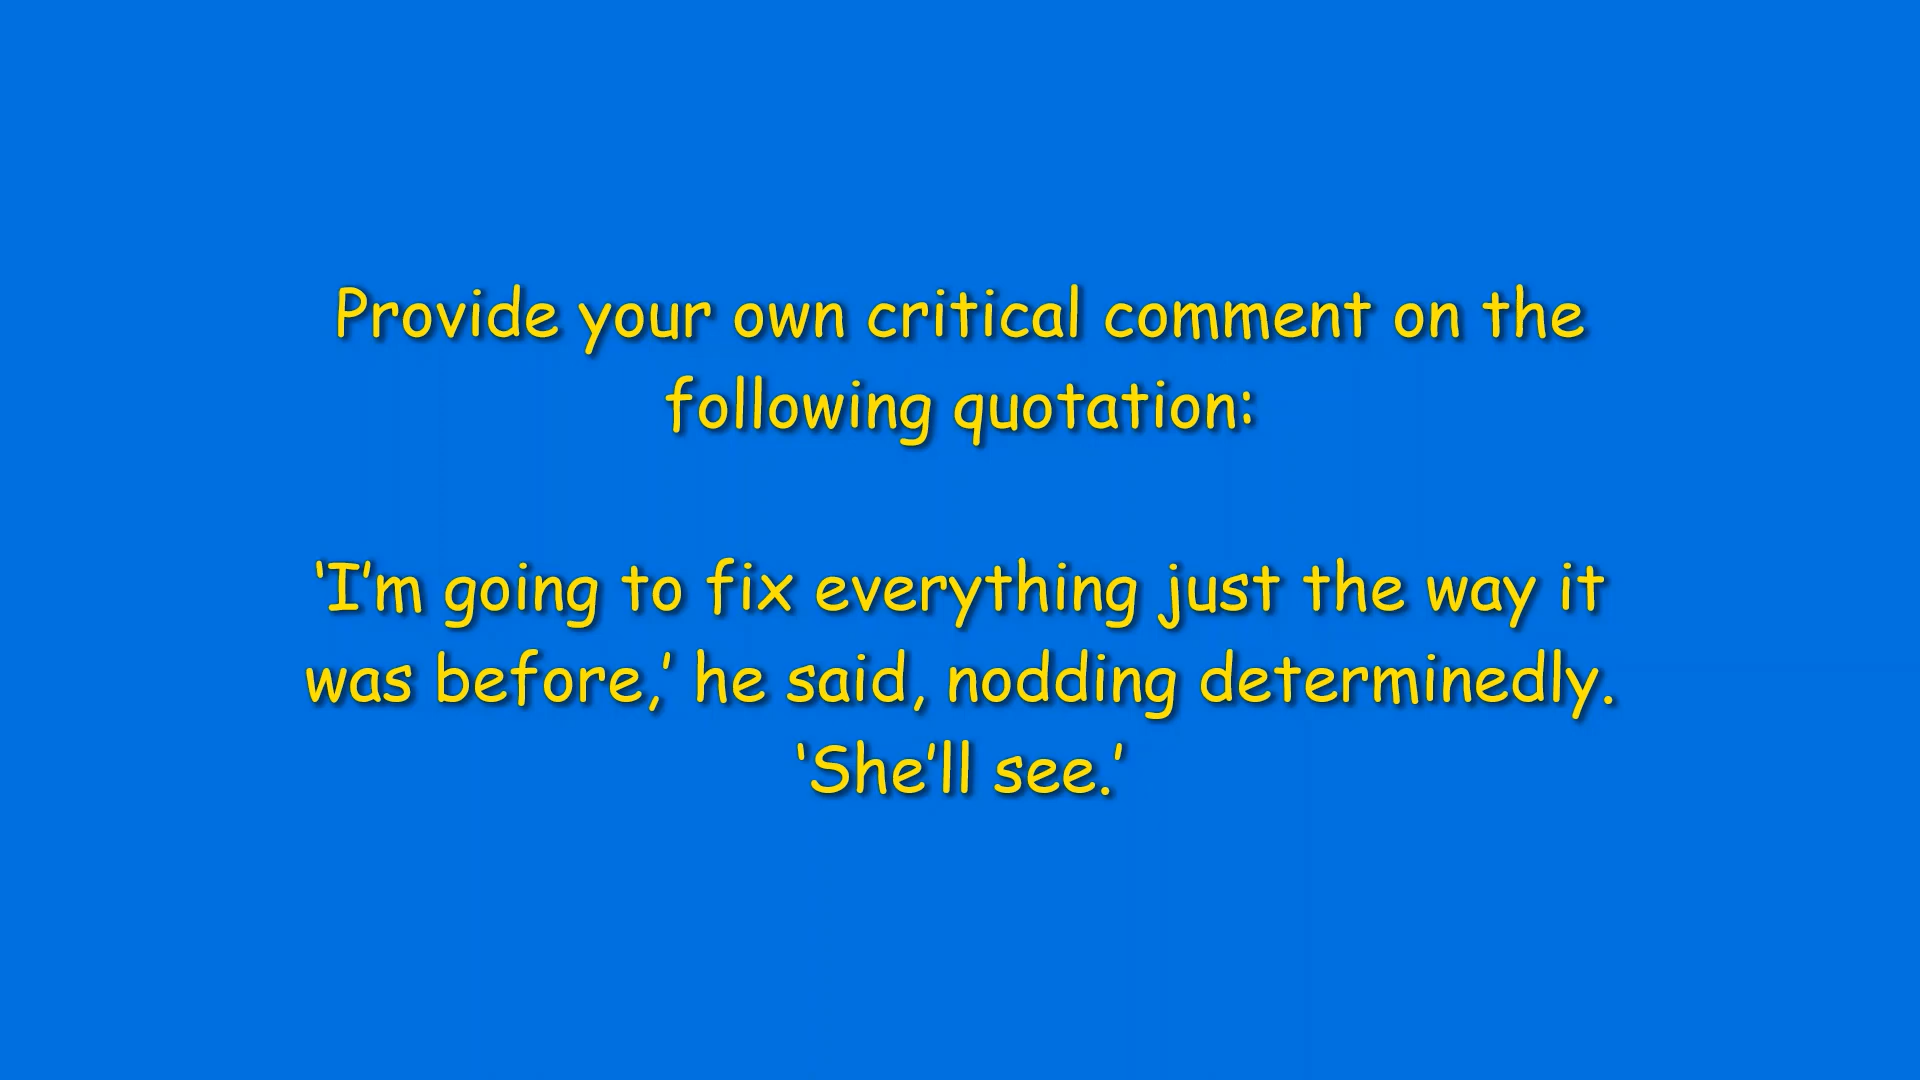 Provide your own critical comment on the
following quotation:
‘I’m going to fix everything just the way it
was before,’ he said, nodding determinedly.
‘She’ll see.’